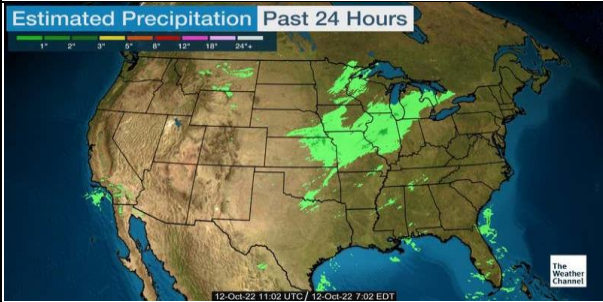 Estimated Precipitation Past 24 Hours
1" 2" 3" 5" 8" 12" 18" 24"+
The
Weather
Channel
12-Oct-22 11:02 UTC / 12-Oct-22 7:02 EDT